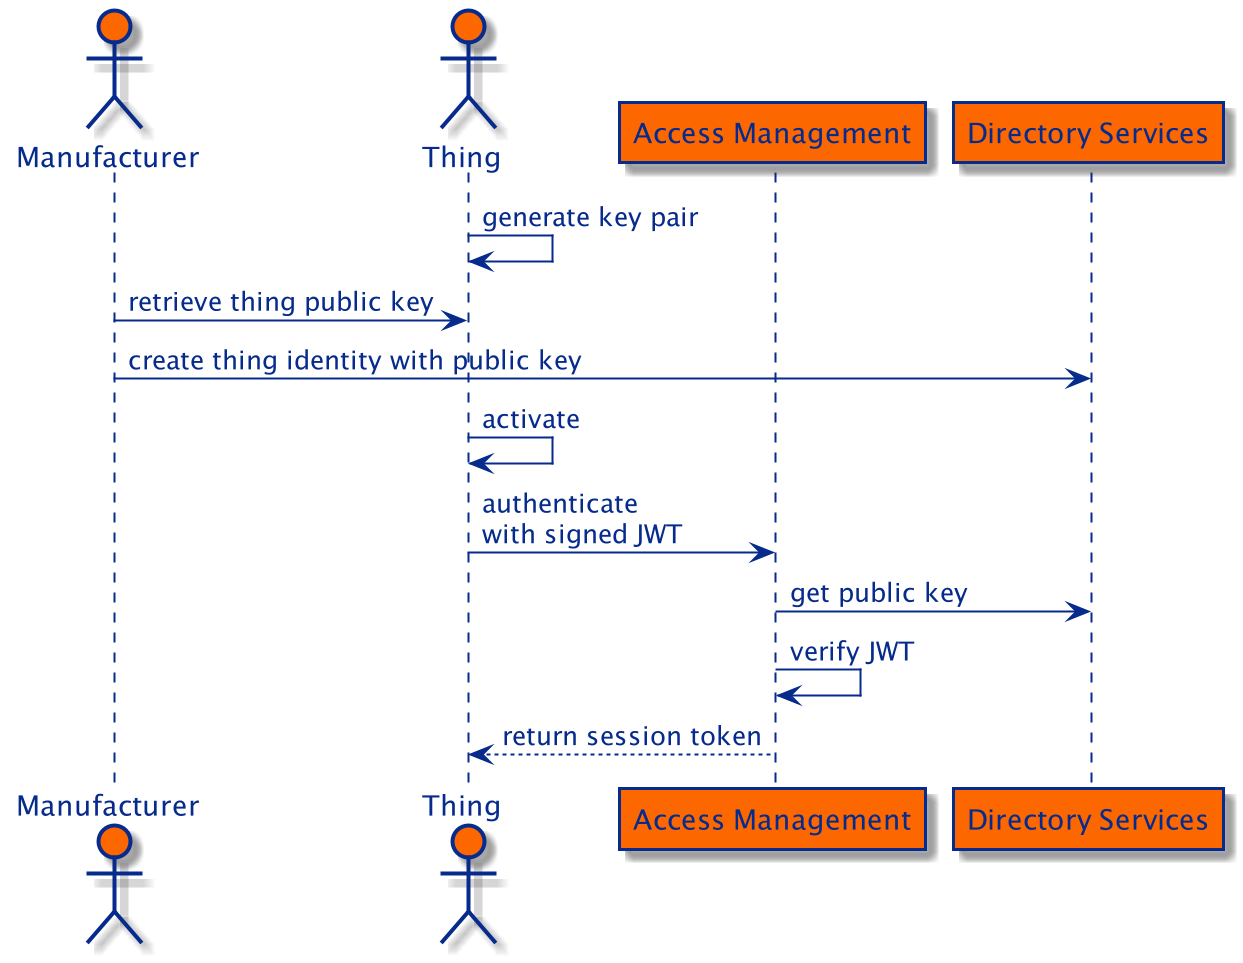 Manufacturer
Thing
Access Management
Directory Services
generate key pair
retrieve thing public key
create thing identity with public key
activate
authenticate
with signed JWT
get public key
verify JWT
return session token
Manufacturer
Thing
Access Management
Directory Services